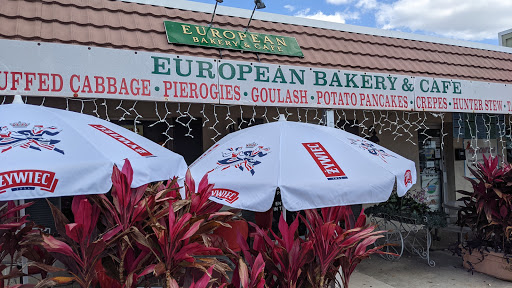 EUROPEAN
BAKERY & CAFE
EUROPEAN BAKERY & CAFE
UFFED CABBAGE • PIEROGIES • GOULASH • POTATO PANCAKES • CREPES • HUNTER STEW •
ŻYWIEC
ŻYWIEC
ŻYWIEC